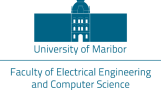 University of Maribor
Faculty of Electrical Engineering
and Computer Science